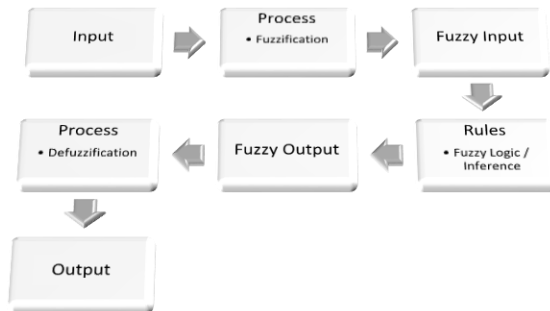 Input
Process
• Fuzzification
Fuzzy Input
Rules
• Fuzzy Logic /
Inference
Fuzzy Output
Process
• Defuzzification
Output